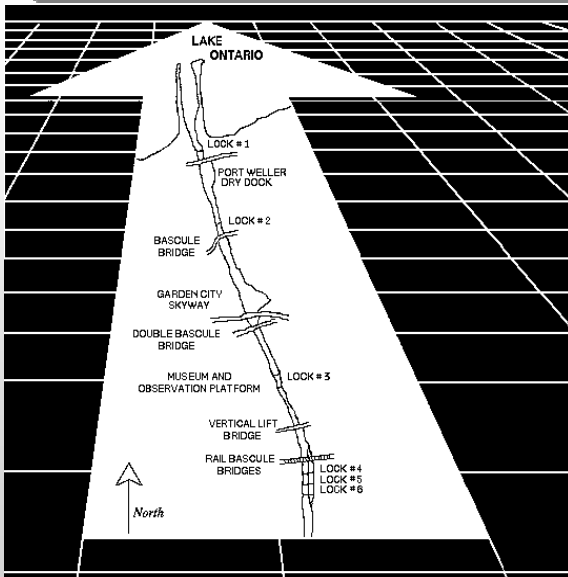 LAKE
ONTARIO
LOCK # 1
PORT WELLER
DRY DOCK
LOCK #2
BASCULE
BRIDGE
GARDEN CITY
SKYWAY
DOUBLE BASCULE
BRIDGE
MUSEUM AND
OBSERVATION PLATFORM
LOCK #3
VERTICAL LIFT
BRIDGE
RAIL BASCULE
BRIDGES
LOCK #4
LOCK #5
LOCK #6
North